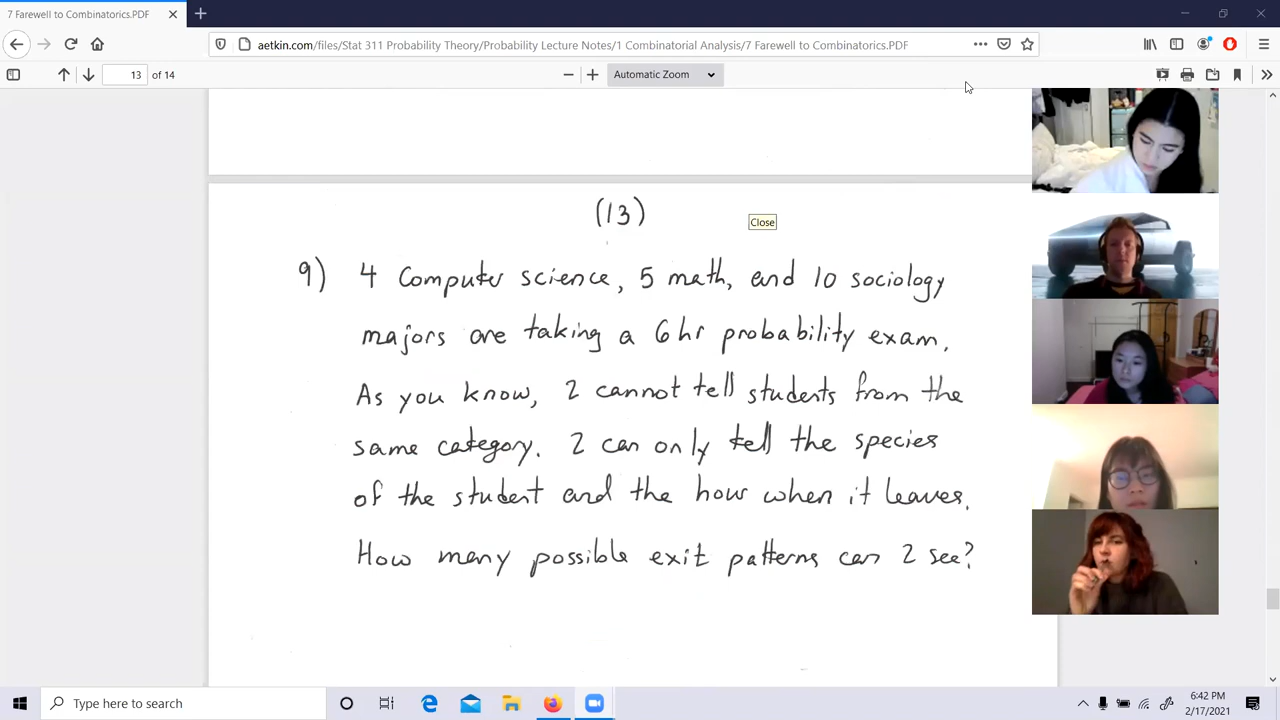 7 Farewell to Combinatorics.PDF
aetkin.com/files/Stat 311 Probability Theory/Probability Lecture Notes/1 Combinatorial Analysis/7 Farewell to Combinatorics.PDF
13 of 14
Automatic Zoom
(13)
Close
9) 4 Computer science, 5 math, and 10 sociology
majors are taking a 6 hr probability exam.
As you know, 2 cannot tell students from the
same category. 2 can only tell the species
of the student and the hour when it leaves.
How many possible exit patterns can 2 see?
Type here to search
6:42 PM
2/17/2021